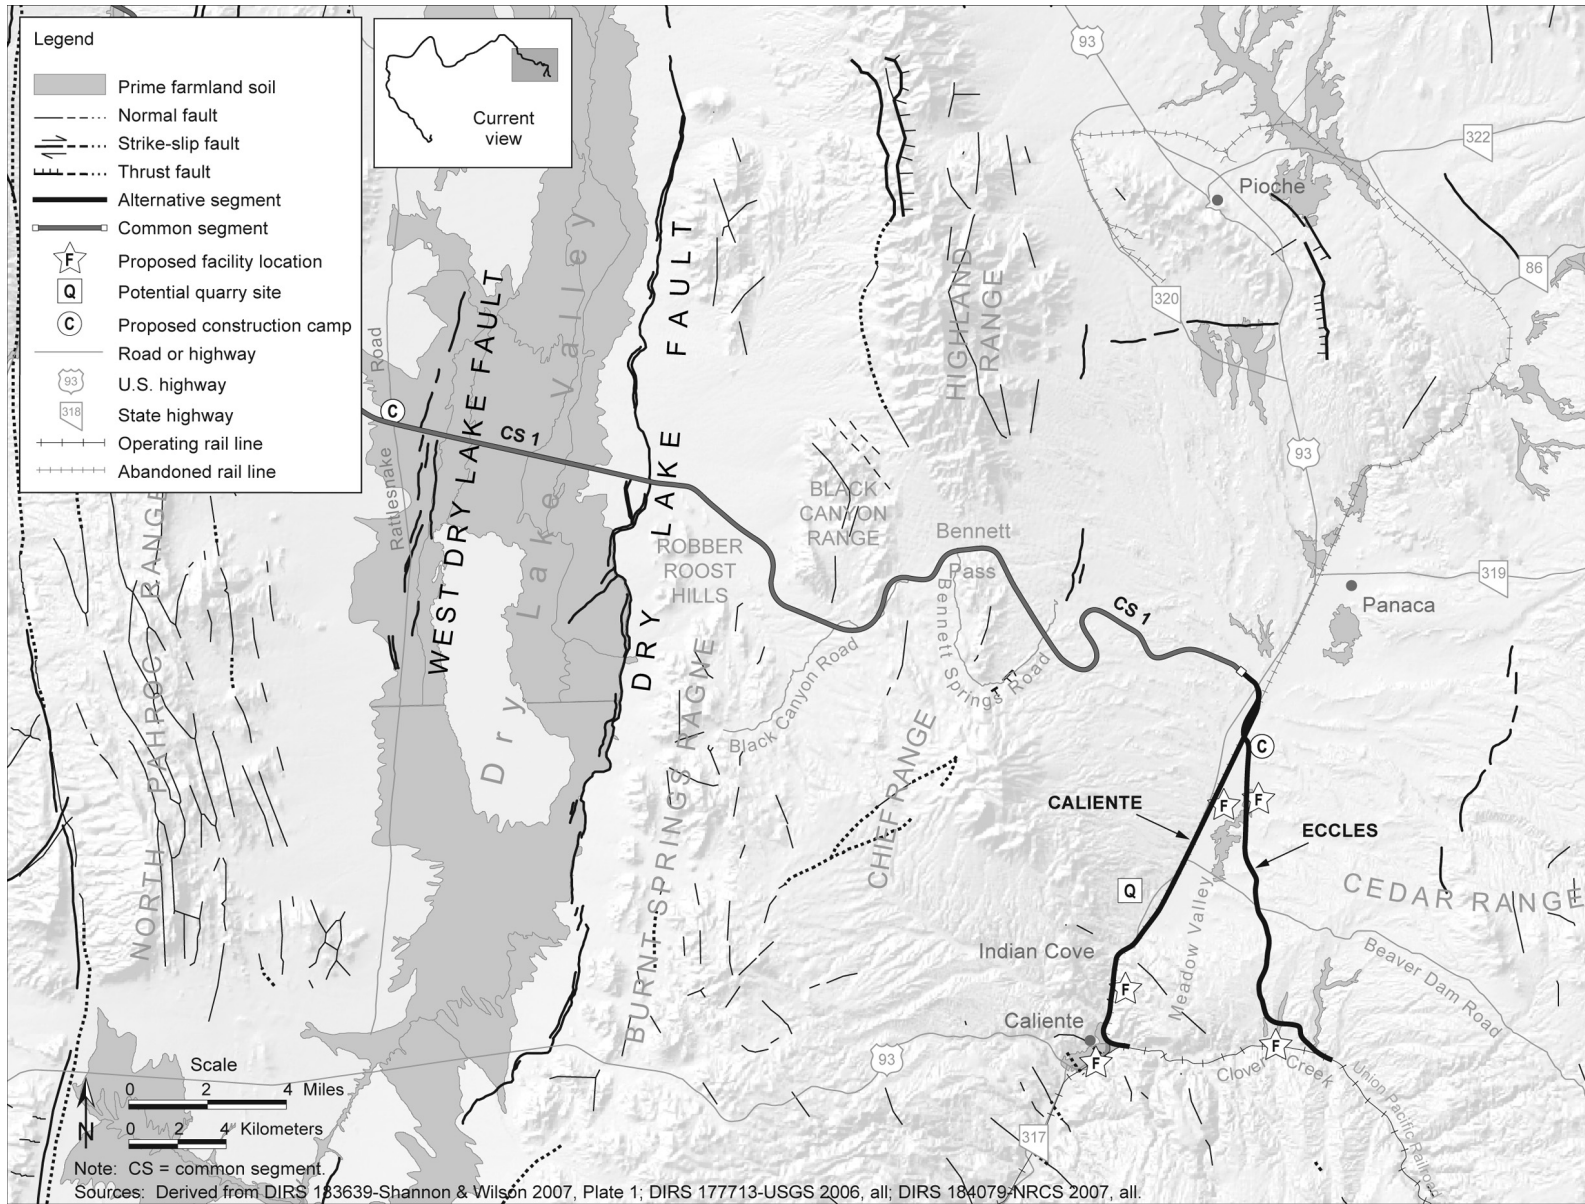 Legend
Prime farmland soil
Normal fault
Strike-slip fault
Thrust fault
Alternative segment
Common segment
F Proposed facility location
Q Potential quarry site
C Proposed construction camp
Road or highway
93 U.S. highway
318 State highway
Operating rail line
Abandoned rail line
Current
view
93
322
Pioche
86
320
HIGHLAND
RANGE
Dry Lake Valley
WEST DRY LAKE FAULT
DRY LAKE FAULT
Rattlesnake Road
C
CS 1
93
BLACK
CANYON
RANGE
ROBBER
ROOST
HILLS
Bennett
Pass
319
Panaca
CS 1
Bennett Springs Road
Black Canyon Road
NORTH PAHROC RANGE
BURNT SPRINGS RAGNE
CHIEF RANGE
C
F
F
CALIENTE
ECCLES
Q
CEDAR RANGE
Meadow Valley
Indian Cove
Beaver Dam Road
F
Caliente
F
F
Clover Creek
Union Pacific Railroad
93
317
Scale
0 2 4 Miles
0 2 4 Kilometers
N
Note: CS = common segment.
Sources: Derived from DIRS 183639-Shannon & Wilson 2007, Plate 1; DIRS 177713-USGS 2006, all; DIRS 184079-NRCS 2007, all.